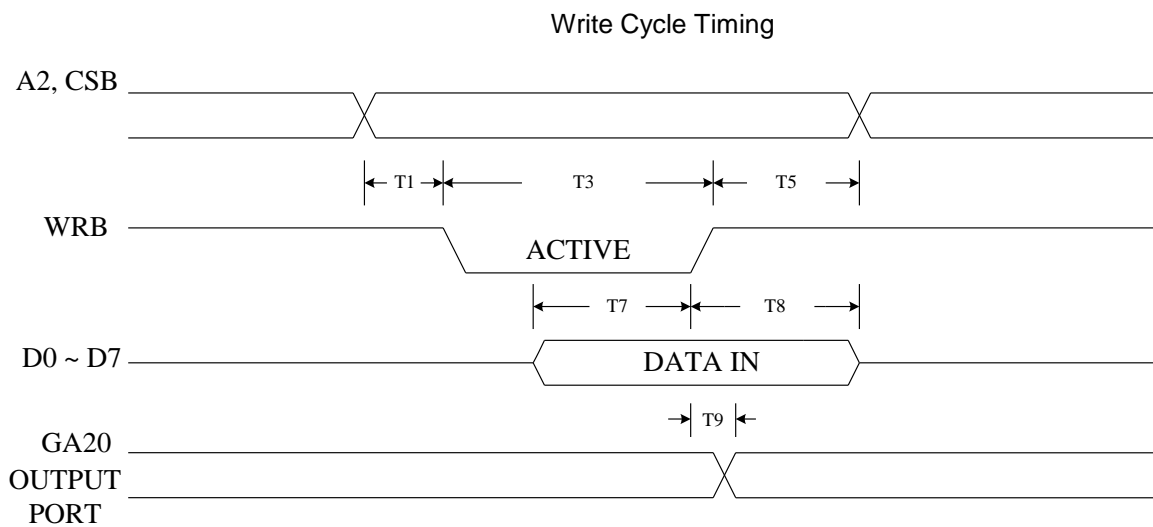 Write Cycle Timing
A2, CSB
T1
T3
T5
WRB
ACTIVE
T7
T8
D0 ~ D7
DATA IN
T9
GA20
OUTPUT
PORT